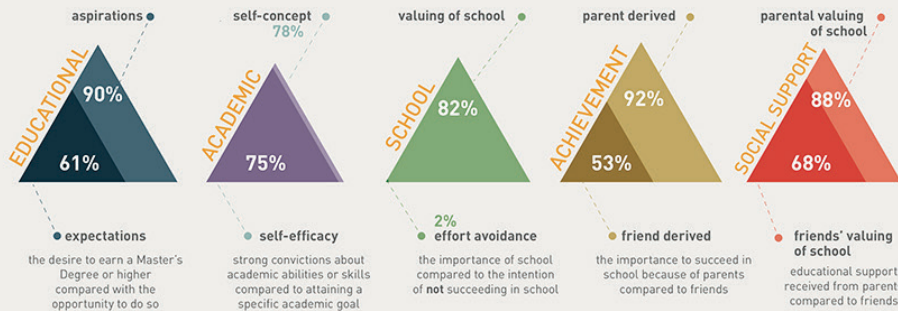 aspirations
EDUCATIONAL
90%
61%
expectations
the desire to earn a Master's
Degree or higher
compared with the
opportunity to do so
self-concept
78%
ACADEMIC
75%
self-efficacy
strong convictions about
academic abilities or skills
compared to attaining a
specific academic goal
valuing of school
SCHOOL
82%
2%
effort avoidance
the importance of school
compared to the intention
of not succeeding in school
parent derived
ACHIEVEMENT
92%
53%
friend derived
the importance to succeed in
school because of parents
compared to friends
parental valuing
of school
SOCIAL SUPPORT
88%
68%
friends' valuing
of school
educational support
received from parent
compared to friends